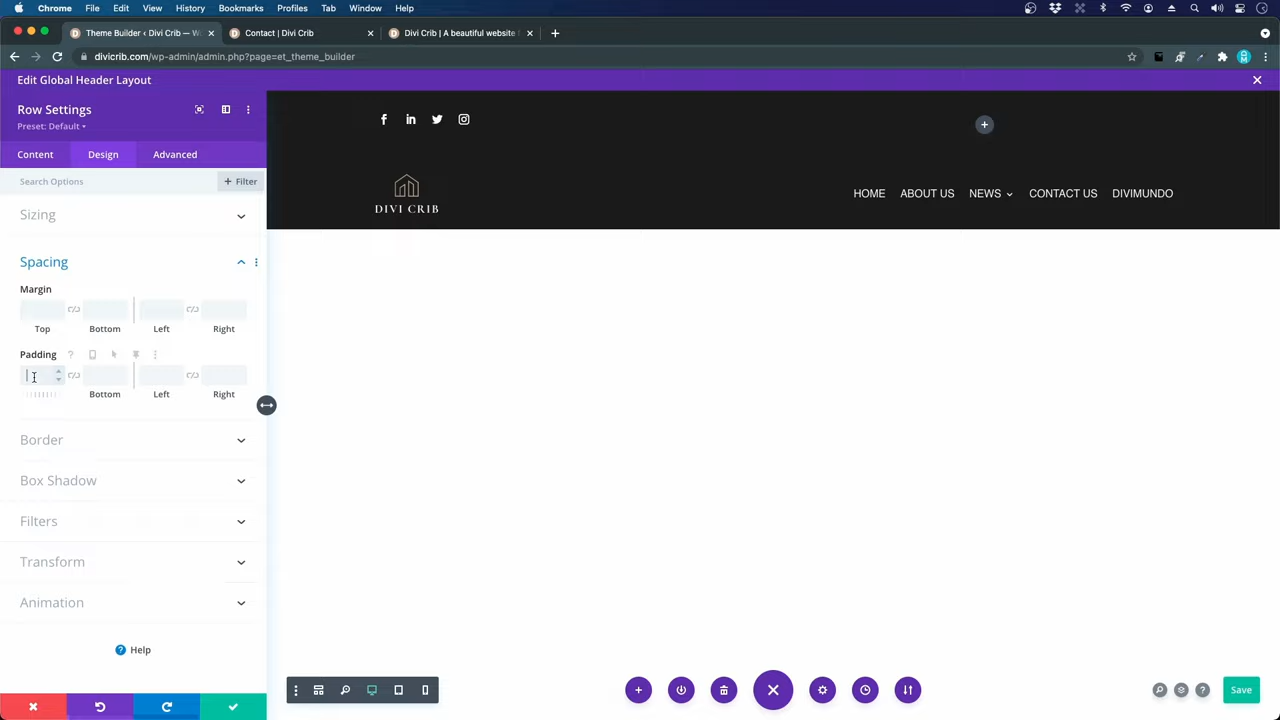 Chrome File Edit View History Bookmarks Profiles Tab Window Help
Theme Builder ‹ Divi Crib — W
Contact | Divi Crib
Divi Crib | A beautiful website
divicrib.com/wp-admin/admin.php?page=et_theme_builder
Edit Global Header Layout
Row Settings
Preset: Default
Content Design Advanced
Search Options + Filter
Sizing
Spacing
Margin
Top Bottom Left Right
Padding
Bottom Left Right
Border
Box Shadow
Filters
Transform
Animation
Help
DIVI CRIB
HOME ABOUT US NEWS CONTACT US DIVIMUNDO
Save